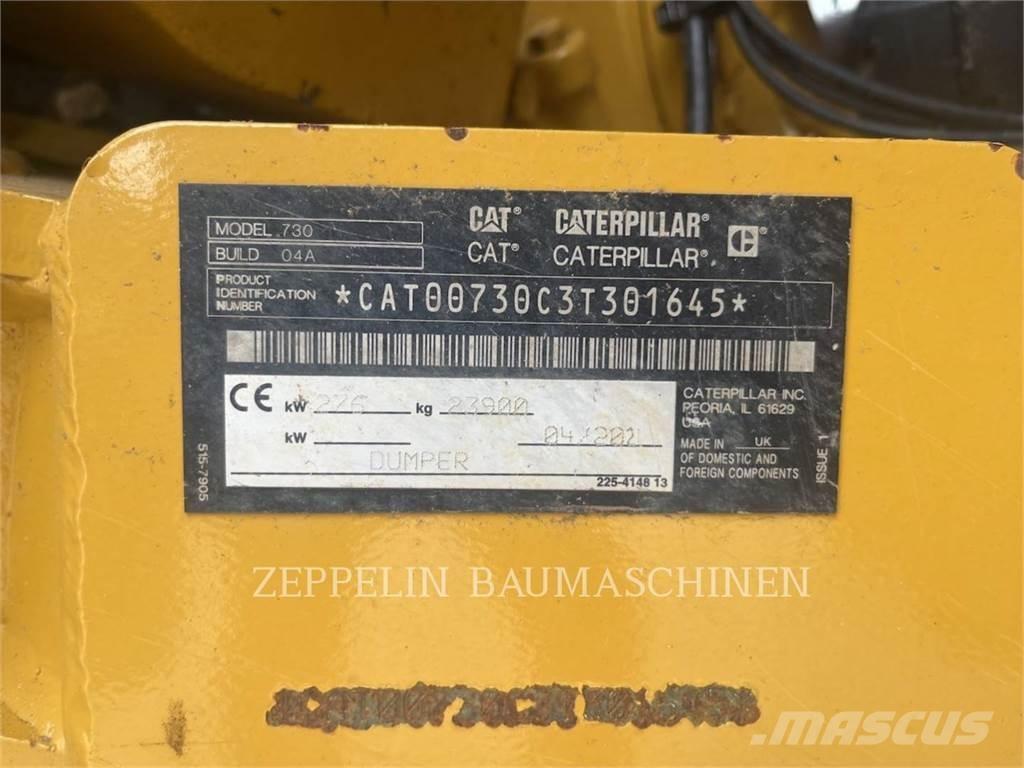 MODEL 730
BUILD 04A
CAT® CATERPILLAR®
CAT® CATERPILLAR®
PRODUCT
IDENTIFICATION
NUMBER
*CAT00730C3T301645*
CE kW 276 kg 23900
kW 04/202
DUMPER
225-4148 13
515-7905
CATERPILLAR INC.
PEORIA, IL 61629
USA
MADE IN UK
OF DOMESTIC AND
FOREIGN COMPONENTS
ISSUE 1
ZEPPELIN BAUMASCHINEN
MASCUS